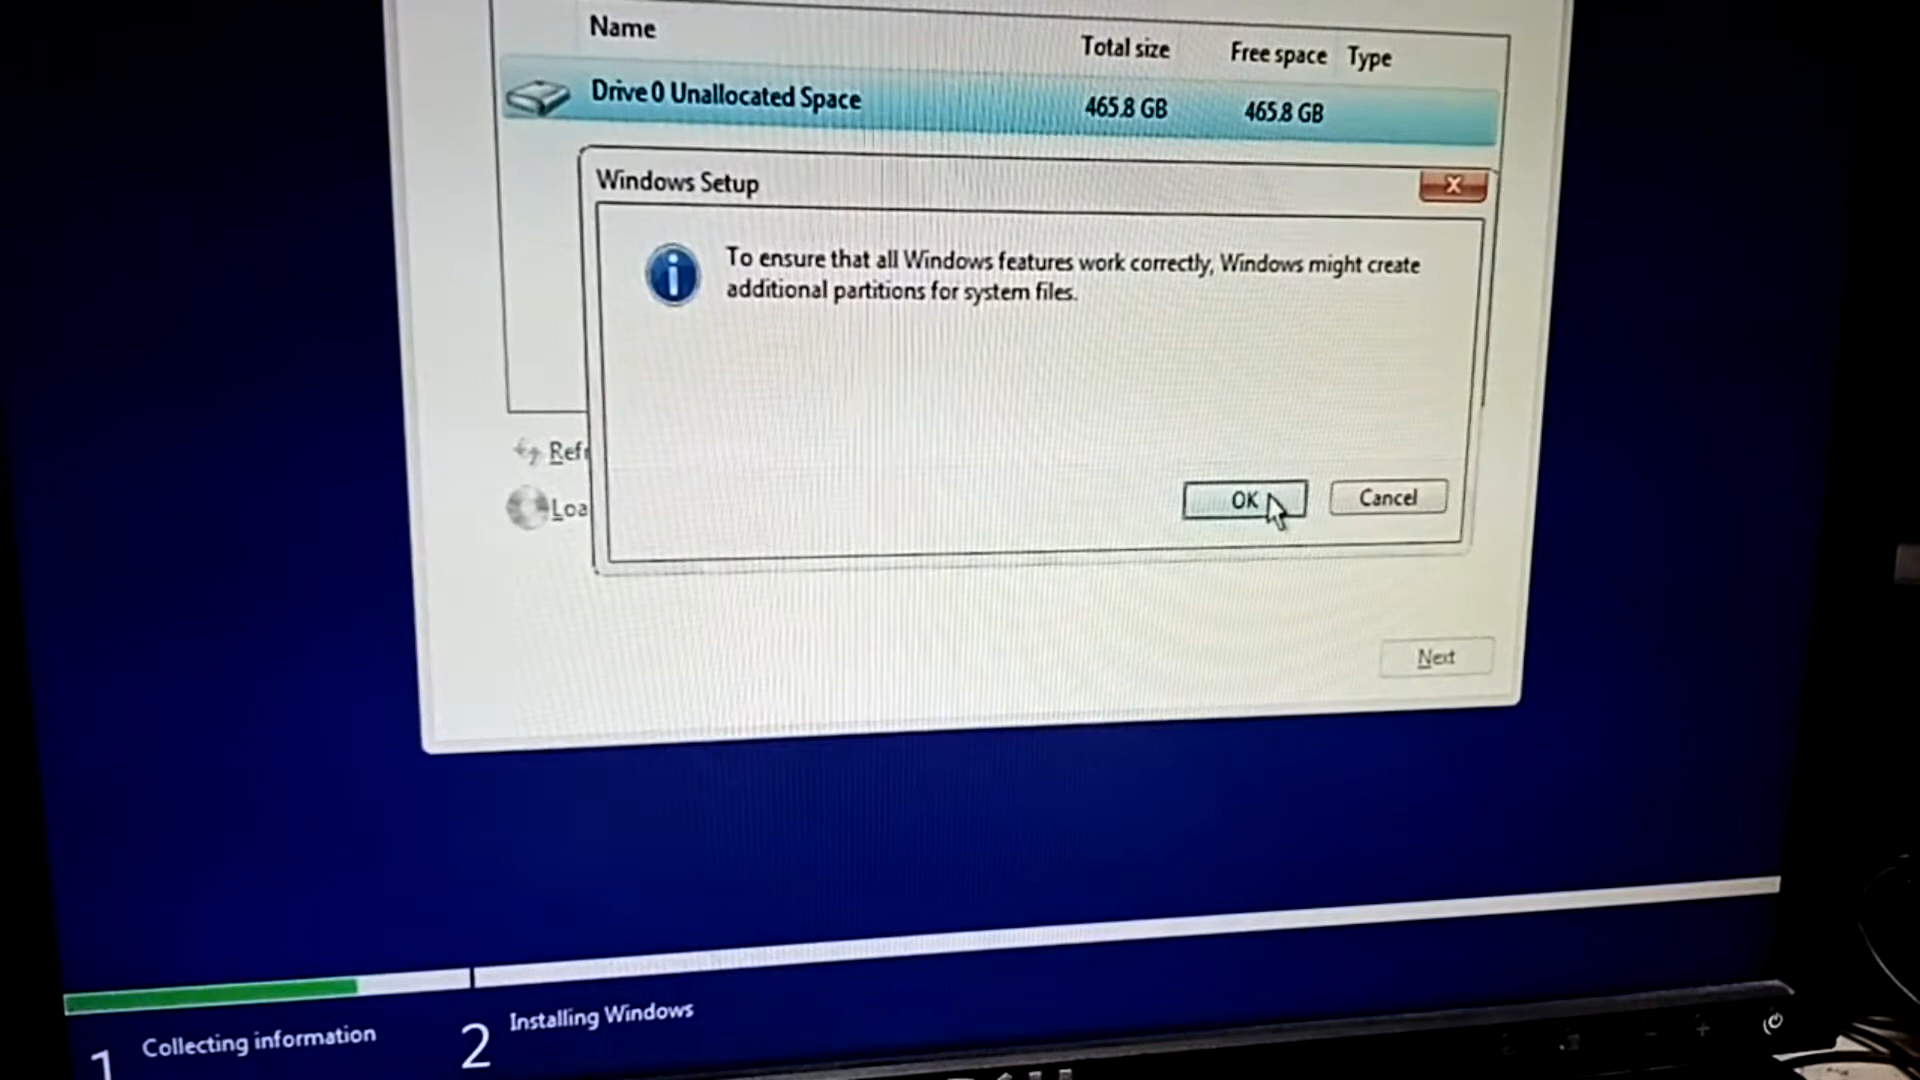 Name Total size Free space Type
Drive 0 Unallocated Space 465.8 GB 465.8 GB
Windows Setup
To ensure that all Windows features work correctly, Windows might create
additional partitions for system files.
OK Cancel
Next
1 Collecting information 2 Installing Windows